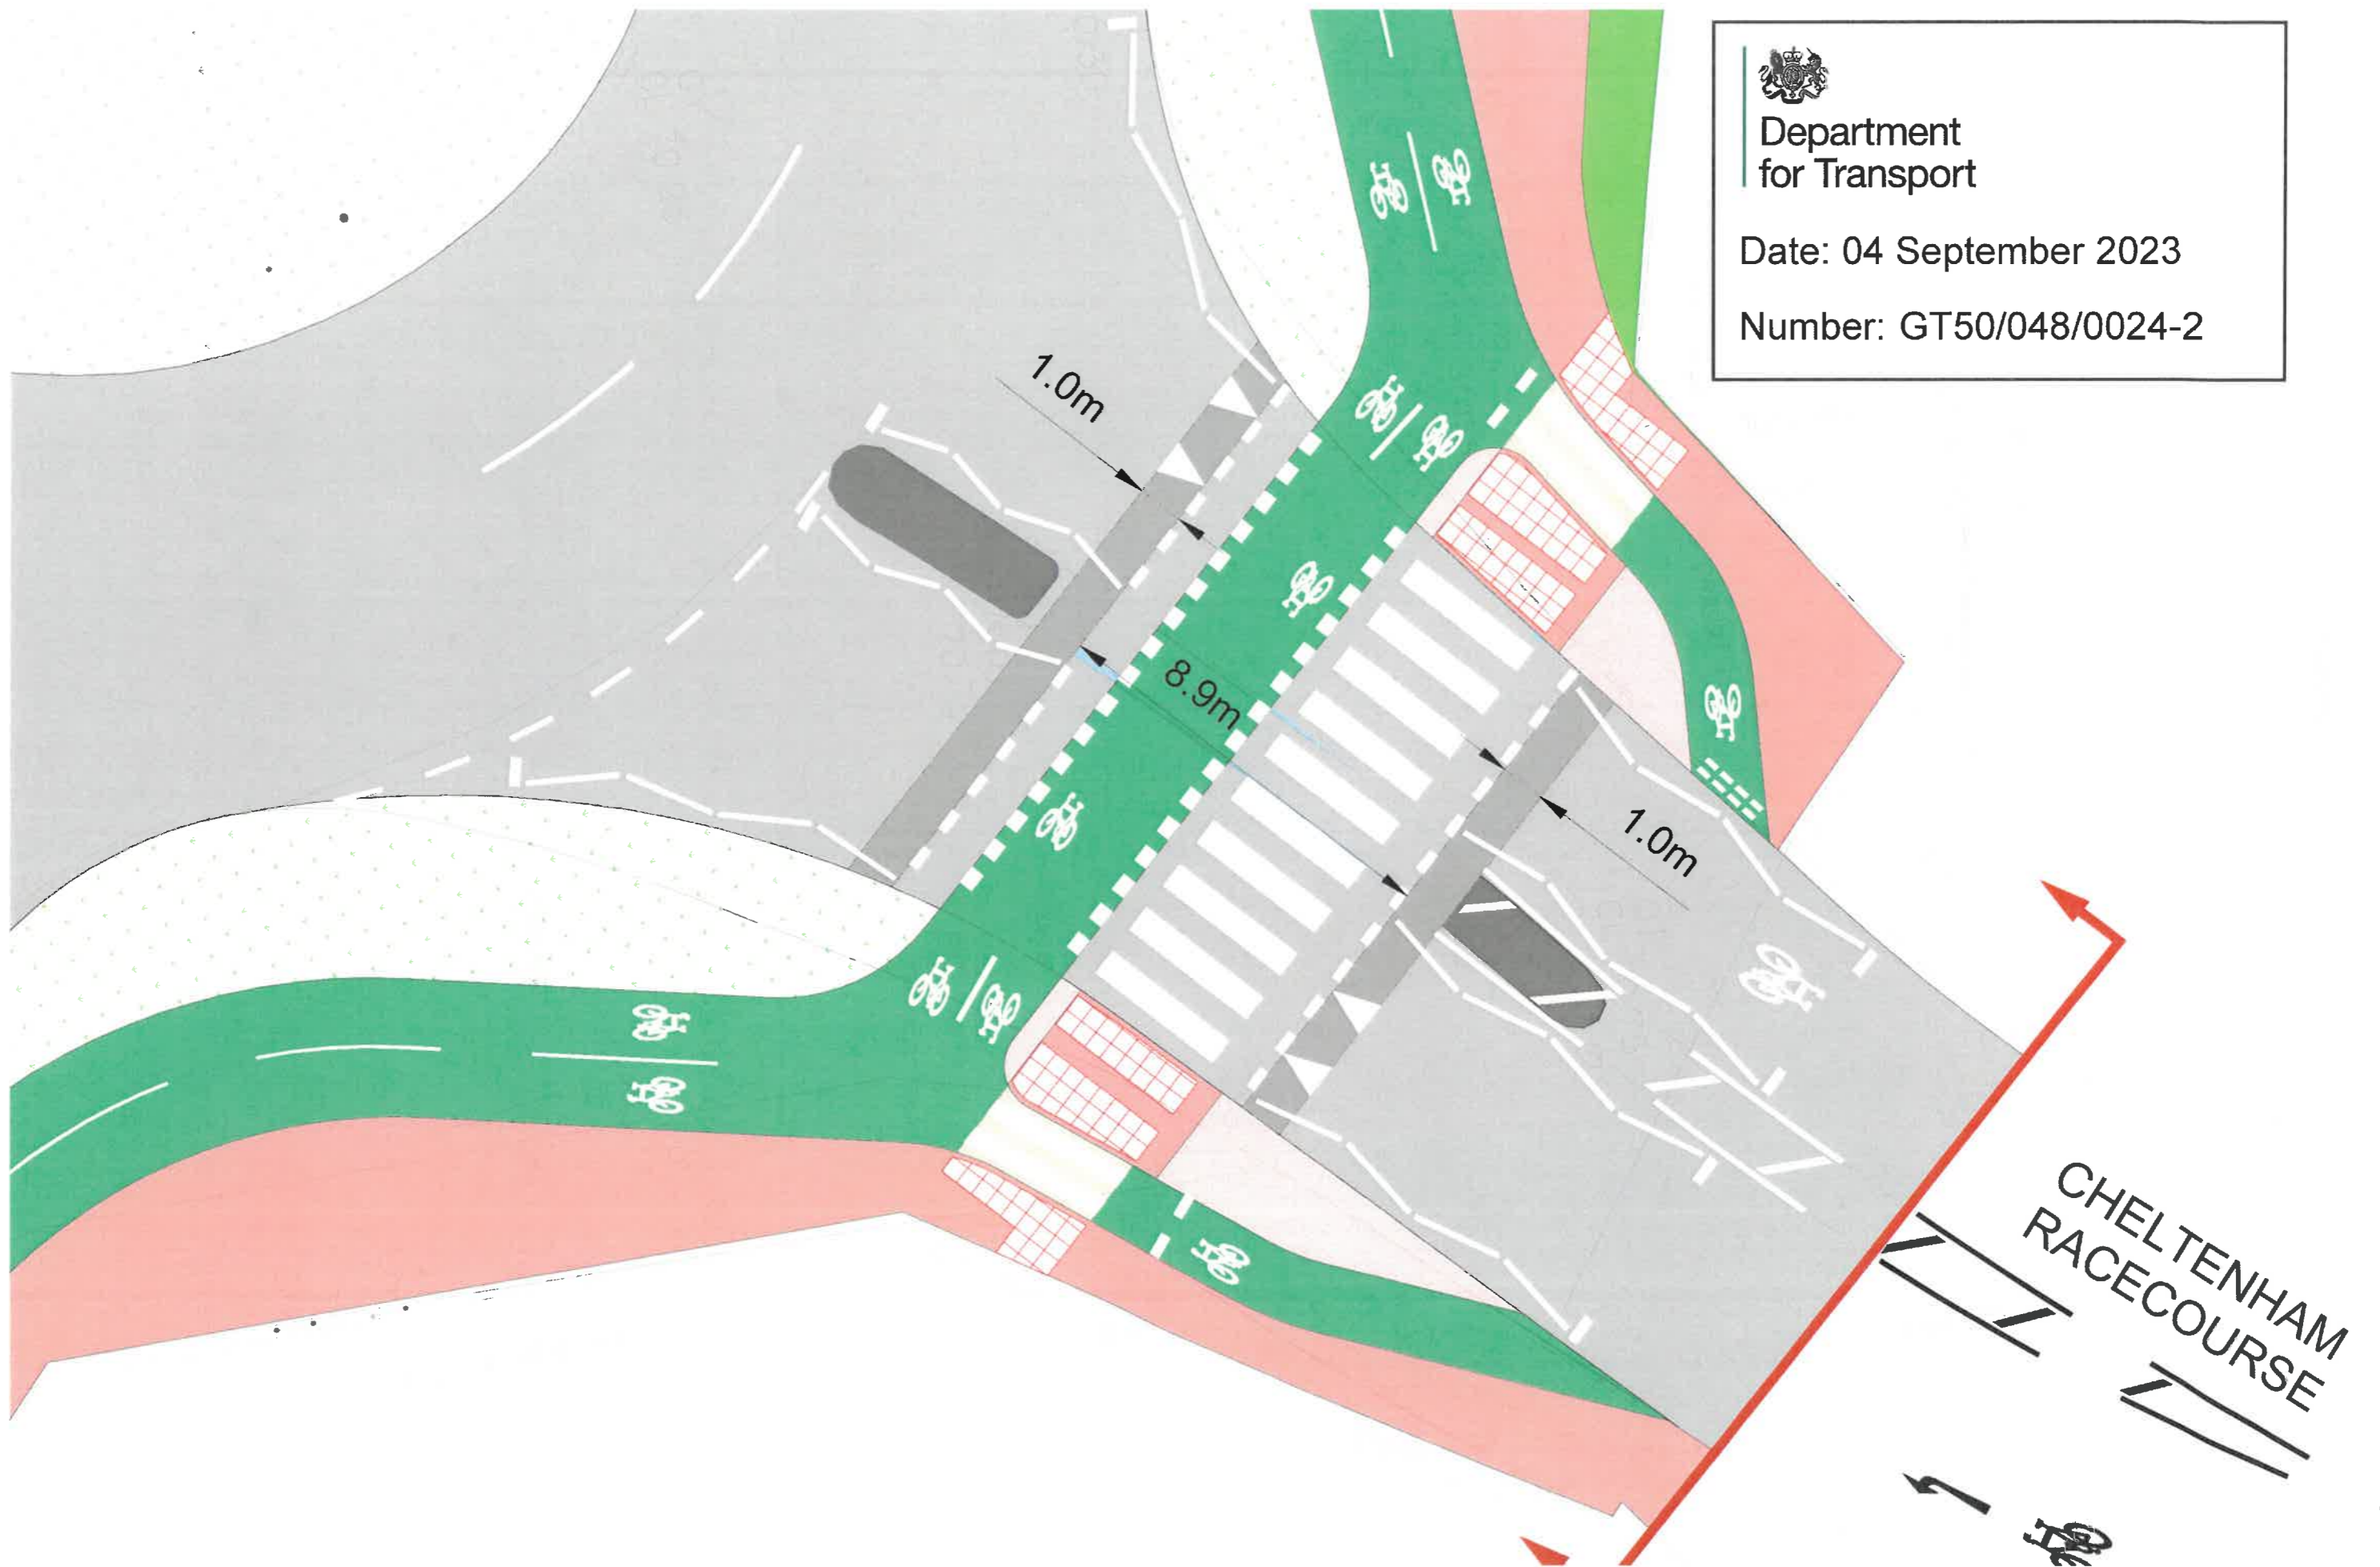 Department
for Transport
Date: 04 September 2023
Number: GT50/048/0024-2
1.0m
8.9m
1.0m
CHELTENHAM
RACECOURSE